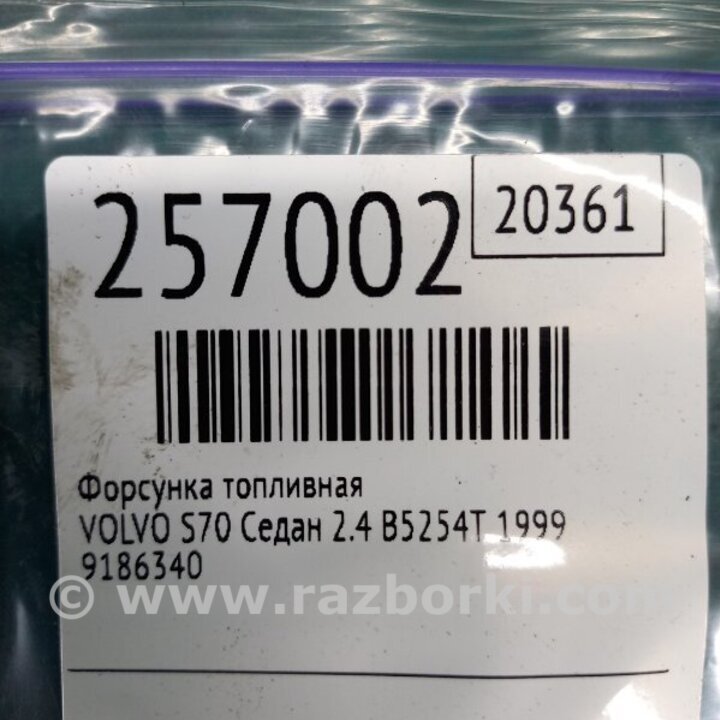 257002
20361
Форсунка топливная
VOLVO S70 Седан 2.4 B5254T 1999
9186340
© www.razborki.com